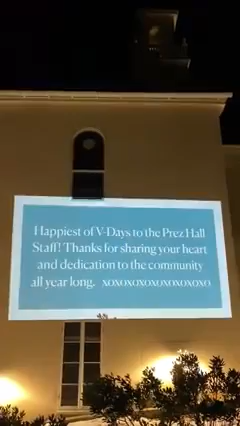 Happiest of V-Days to the Prez Hall
Staff! Thanks for sharing your heart
and dedication to the community
all year long.  xoxoxoxoxoxoxoxoxo